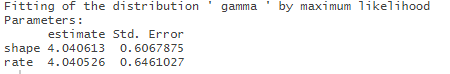 Fitting of the distribution ' gamma ' by maximum likelihood
Parameters:
estimate Std. Error
shape 4.040613 0.6067875
rate 4.040526 0.6461027